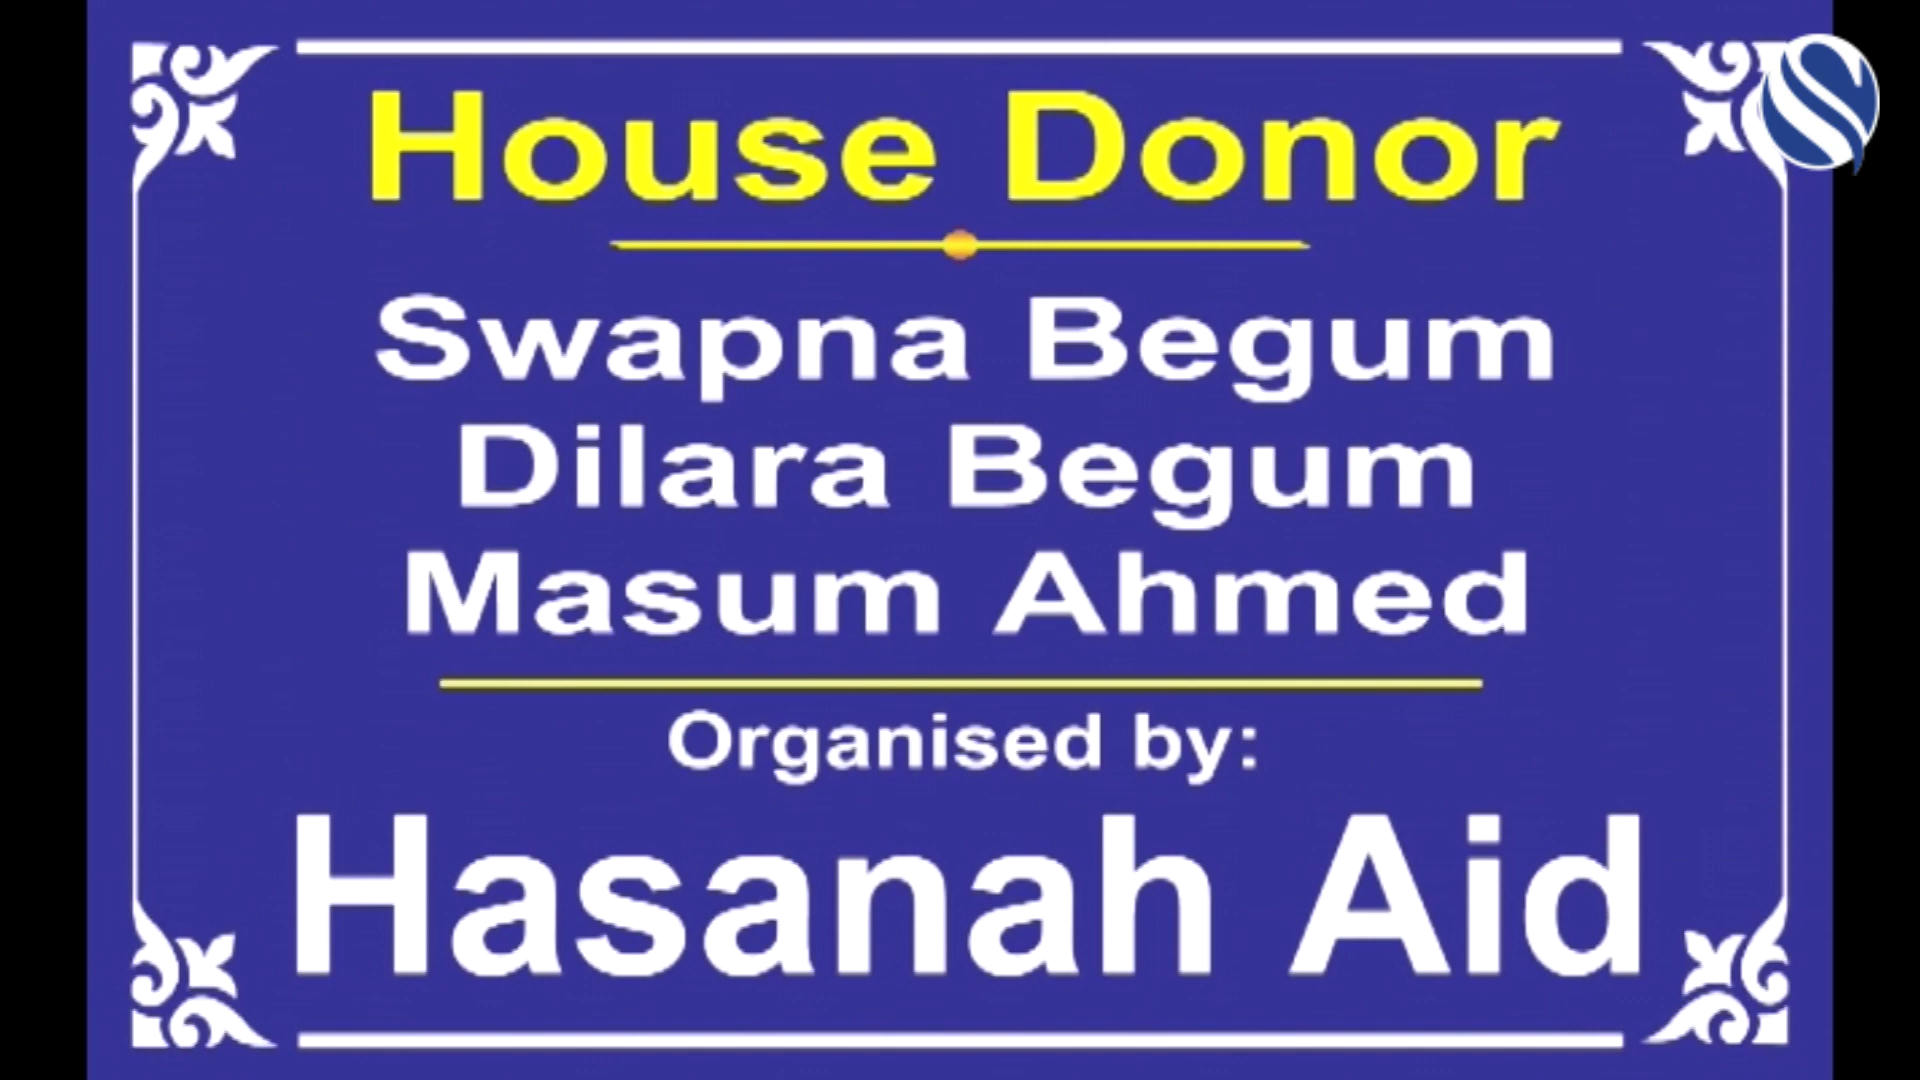 House Donor
Swapna Begum
Dilara Begum
Masum Ahmed
Organised by:
Hasanah Aid